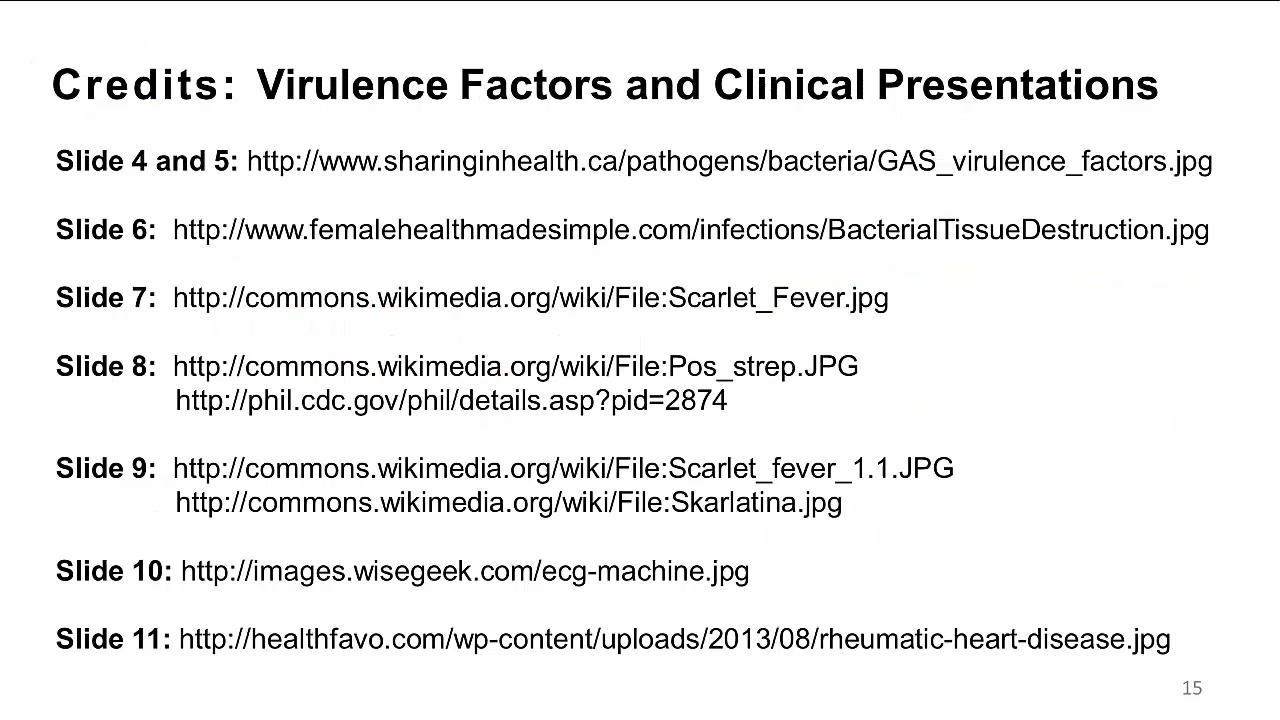 Credits: Virulence Factors and Clinical Presentations
Slide 4 and 5: http://www.sharinginhealth.ca/pathogens/bacteria/GAS_virulence_factors.jpg
Slide 6: http://www.femalehealthmadesimple.com/infections/BacterialTissueDestruction.jpg
Slide 7: http://commons.wikimedia.org/wiki/File:Scarlet_Fever.jpg
Slide 8: http://commons.wikimedia.org/wiki/File:Pos_strep.JPG
http://phil.cdc.gov/phil/details.asp?pid=2874
Slide 9: http://commons.wikimedia.org/wiki/File:Scarlet_fever_1.1.JPG
http://commons.wikimedia.org/wiki/File:Skarlatina.jpg
Slide 10: http://images.wisegeek.com/ecg-machine.jpg
Slide 11: http://healthfavo.com/wp-content/uploads/2013/08/rheumatic-heart-disease.jpg
15